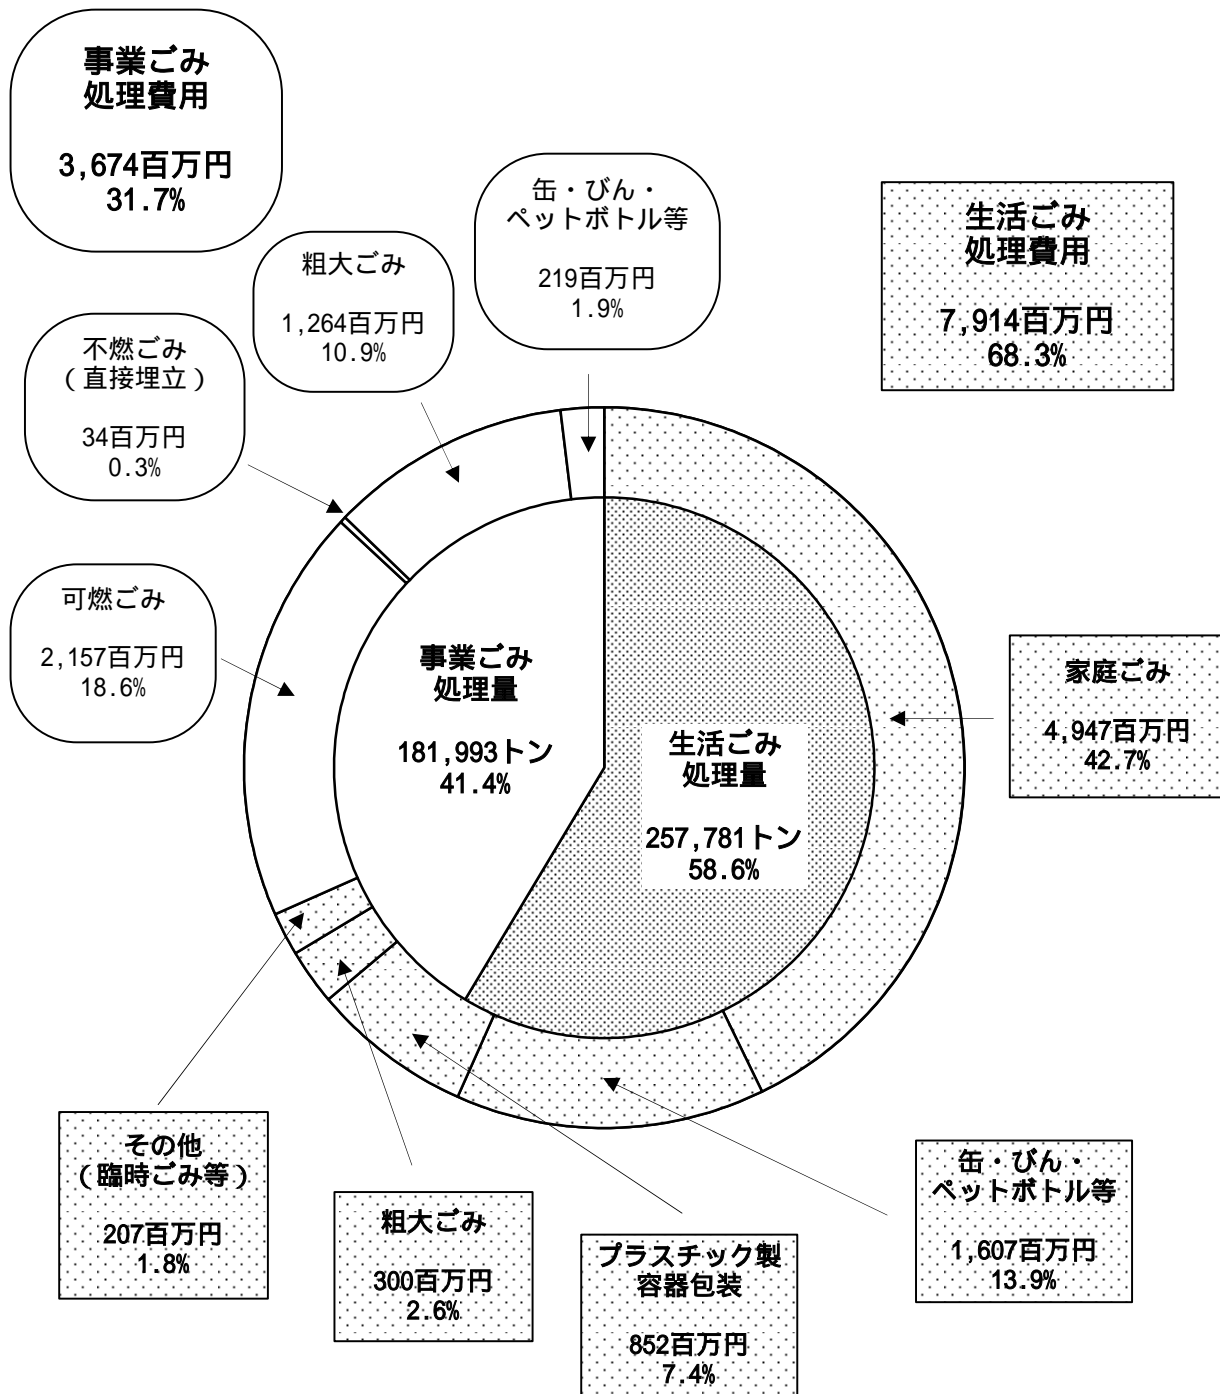 事業ごみ
処理費用
3,674百万円
31.7%
缶・びん・
ペットボトル等
219百万円
1.9%
生活ごみ
処理費用
7,914百万円
68.3%
粗大ごみ
1,264百万円
10.9%
不燃ごみ
(直接埋立)
34百万円
0.3%
可燃ごみ
2,157百万円
18.6%
事業ごみ
処理量
181,993トン
41.4%
生活ごみ
処理量
257,781トン
58.6%
家庭ごみ
4,947百万円
42.7%
その他
(臨時ごみ等)
207百万円
1.8%
粗大ごみ
300百万円
2.6%
プラスチック製
容器包装
852百万円
7.4%
缶・びん・
ペットボトル等
1,607百万円
13.9%